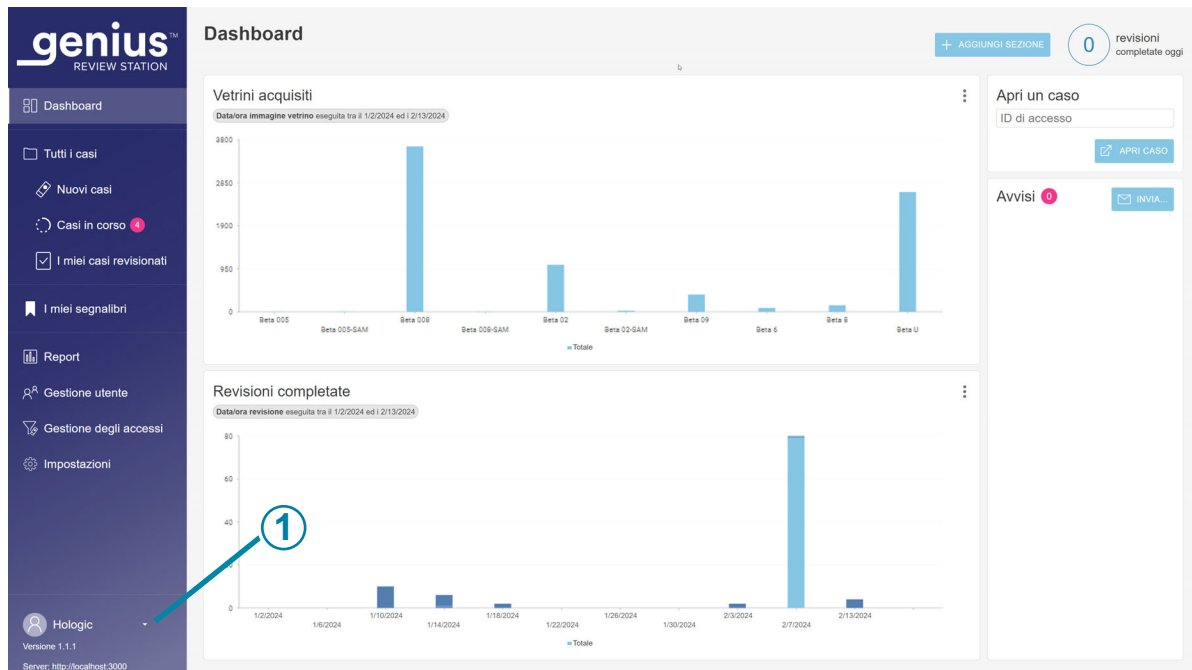 genius™
REVIEW STATION
Dashboard
Tutti i casi
Nuovi casi
Casi in corso 4
I miei casi revisionati
I miei segnalibri
Report
Gestione utente
Gestione degli accessi
Impostazioni
Hologic
Versione 1.1.1
Server: http://localhost:3000
Dashboard
+ AGGIUNGI SEZIONE
0 revisioni
completate oggi
Vetrini acquisiti
Data/ora immagine vetrino eseguita tra il 1/2/2024 ed i 2/13/2024
3800
2850
1900
950
0
Beta 005
Beta 005-SAM
Beta 008
Beta 008-SAM
Beta 02
Beta 02-SAM
Beta 09
Beta 6
Beta 8
Beta U
Totale
Revisioni completate
Data/ora revisione eseguita tra il 1/2/2024 ed i 2/13/2024
80
60
40
0
1/2/2024
1/6/2024
1/10/2024
1/14/2024
1/18/2024
1/22/2024
1/26/2024
1/30/2024
2/3/2024
2/7/2024
2/13/2024
Totale
1
Apri un caso
ID di accesso
APRI CASO
Avvisi 0
INVIA...